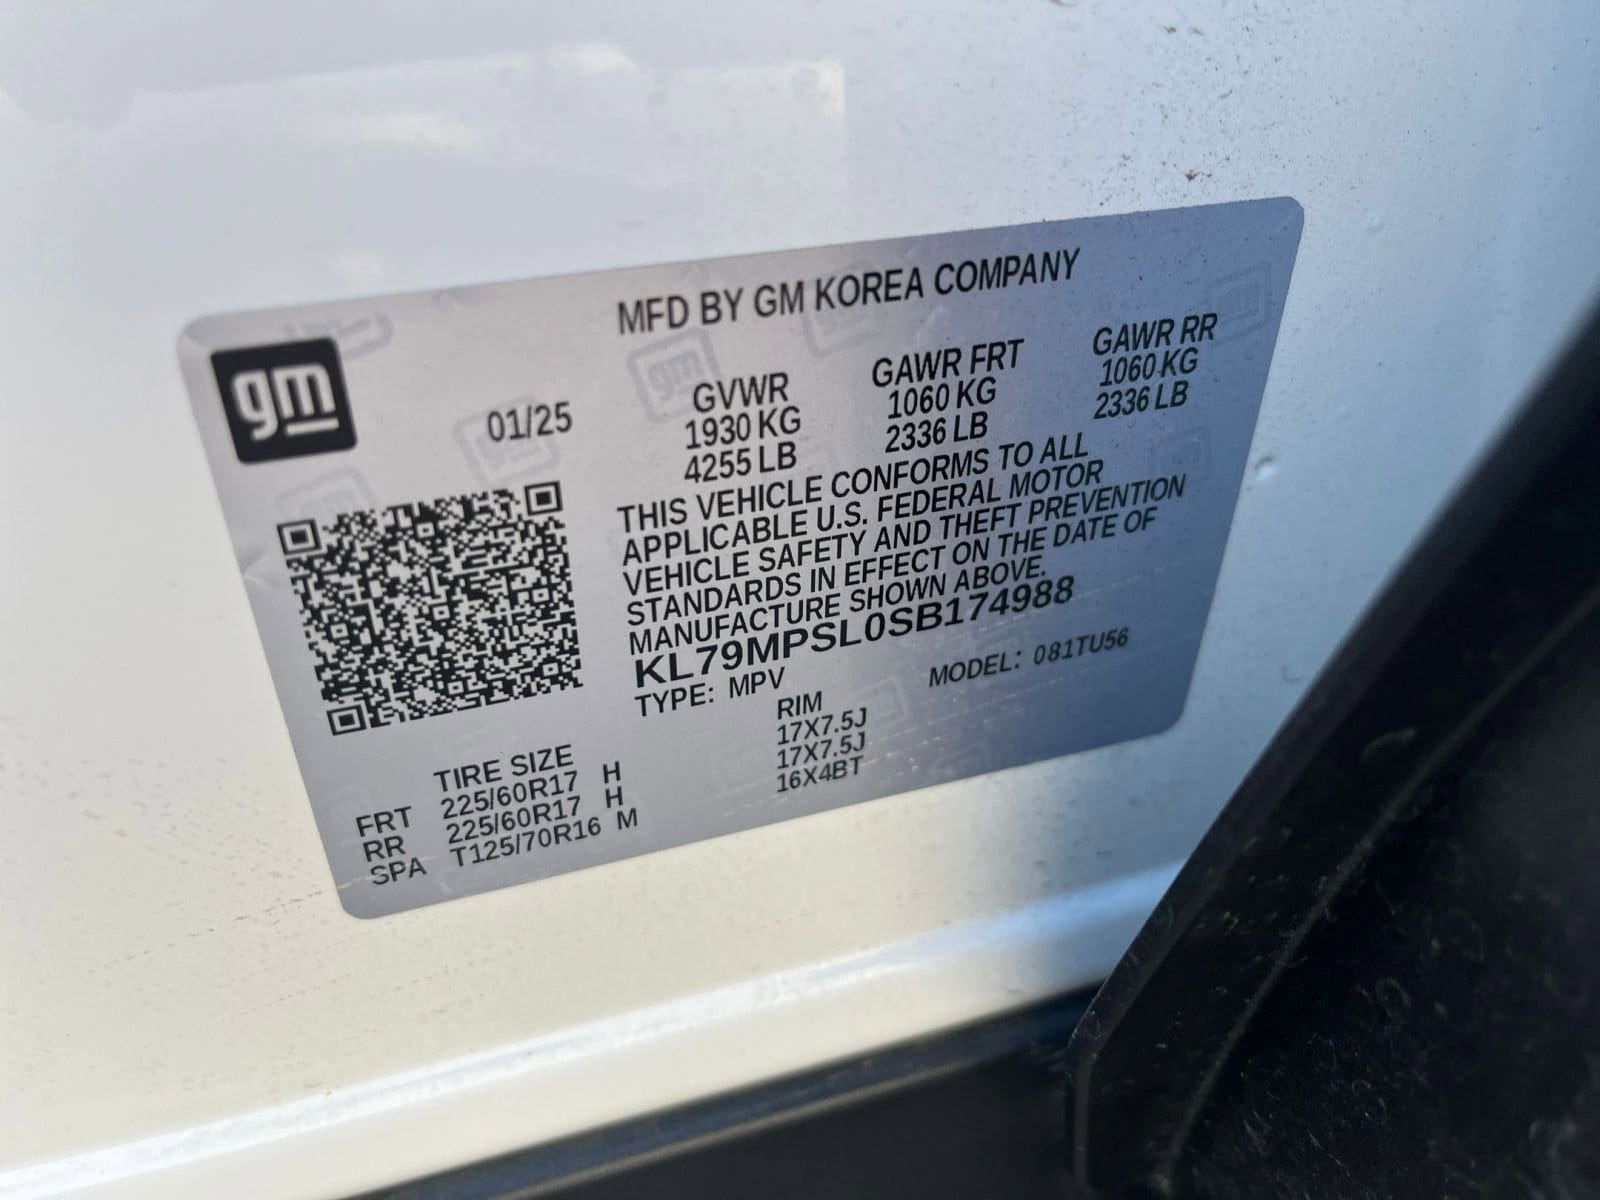 MFD BY GM KOREA COMPANY
gm
01/25
GVWR
1930 KG
4255 LB
GAWR FRT
1060 KG
2336 LB
GAWR RR
1060 KG
2336 LB
THIS VEHICLE CONFORMS TO ALL
APPLICABLE U.S. FEDERAL MOTOR
VEHICLE SAFETY AND THEFT PREVENTION
STANDARDS IN EFFECT ON THE DATE OF
MANUFACTURE SHOWN ABOVE.
KL79MPSL0SB174988
TYPE: MPV
MODEL: 081TU56
TIRE SIZE RIM
FRT 225/60R17 H 17X7.5J
RR 225/60R17 H 17X7.5J
SPA T125/70R16 M 16X4BT